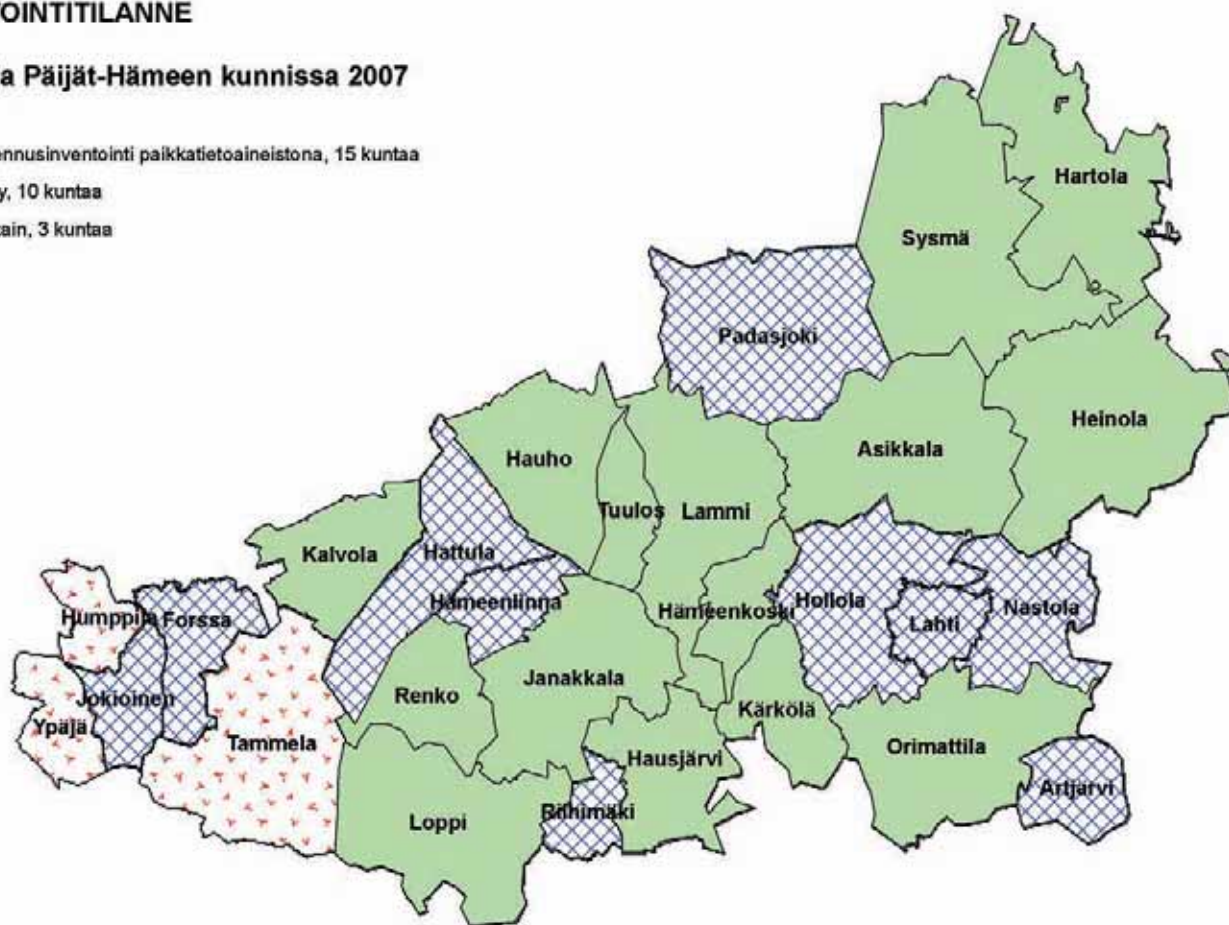 OINTITILANNE
a Päijät-Hämeen kunnissa 2007
ennusinventointi paikkatietoaineistona, 15 kuntaa
y, 10 kuntaa
ain, 3 kuntaa
Hartola
Sysmä
Padasjoki
Heinola
Asikkala
Hauho
Tuulos
Lammi
Kalvola
Hattula
Hämeenlinna
Hämeenkoski
Hollola
Lahti
Nastola
Humppila
Forssa
Jokioinen
Ypäjä
Tammela
Renko
Janakkala
Kärkölä
Hausjärvi
Orimattila
Artjärvi
Loppi
Riihimäki